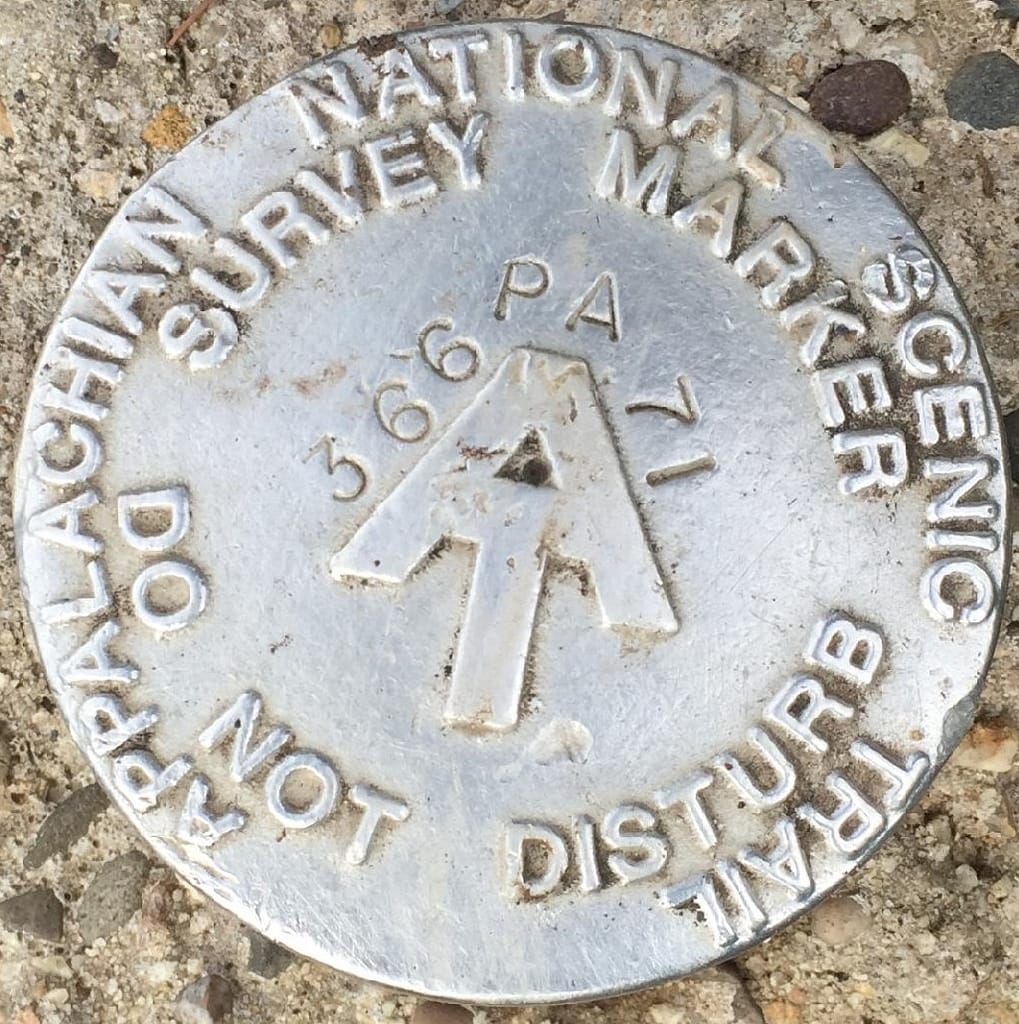 APPALACHIAN NATIONAL SCENIC TRAIL
SURVEY MARKER
366 PA 71
DO NOT DISTURB